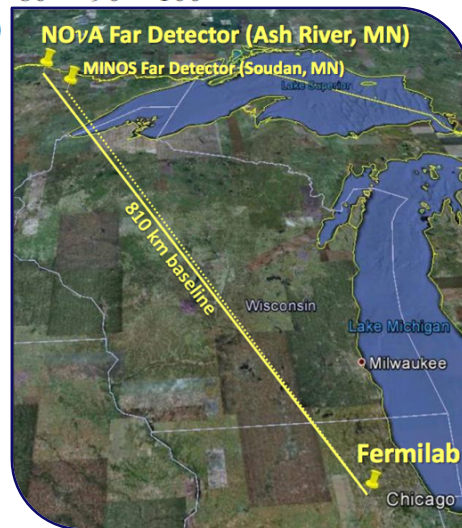 NOνA Far Detector (Ash River, MN)
MINOS Far Detector (Soudan, MN)
Lake Superior
810 km baseline
Wisconsin
Lake Michigan
Milwaukee
Fermilab
Chicago